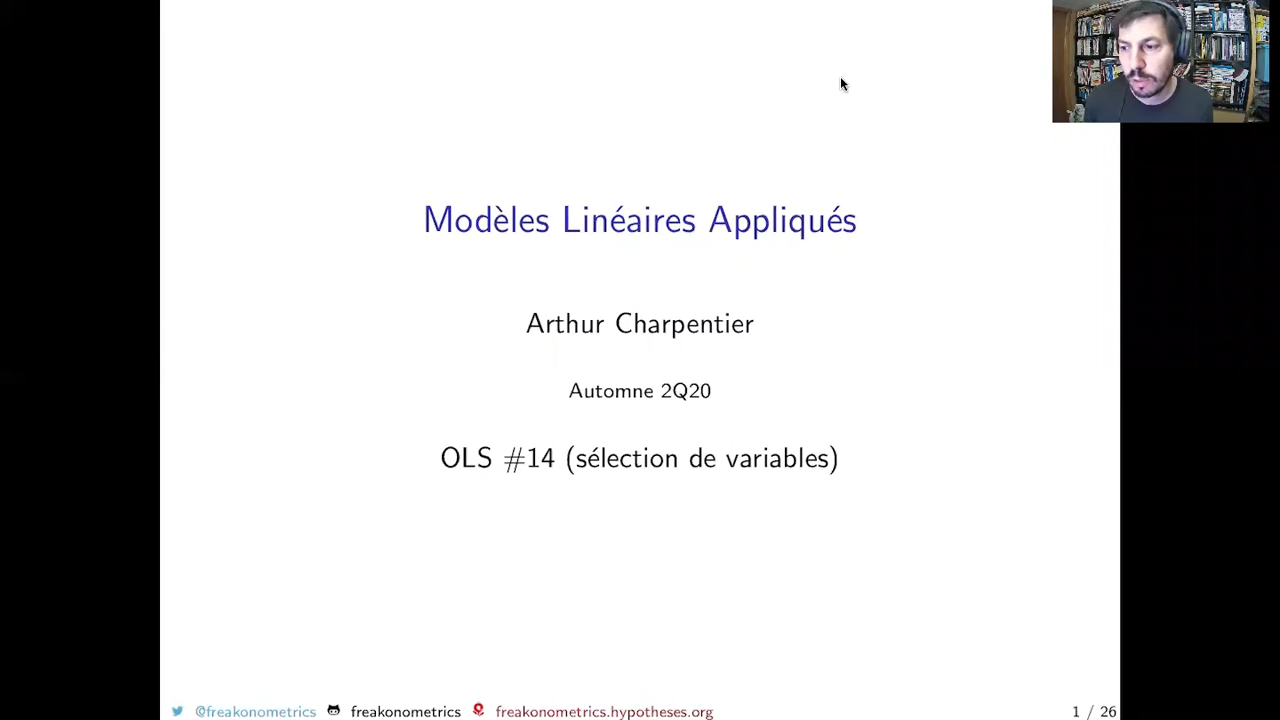 Modèles Linéaires Appliqués
Arthur Charpentier
Automne 2Q20
OLS #14 (sélection de variables)
@freakonometrics freakonometrics freakonometrics.hypotheses.org 1 / 26